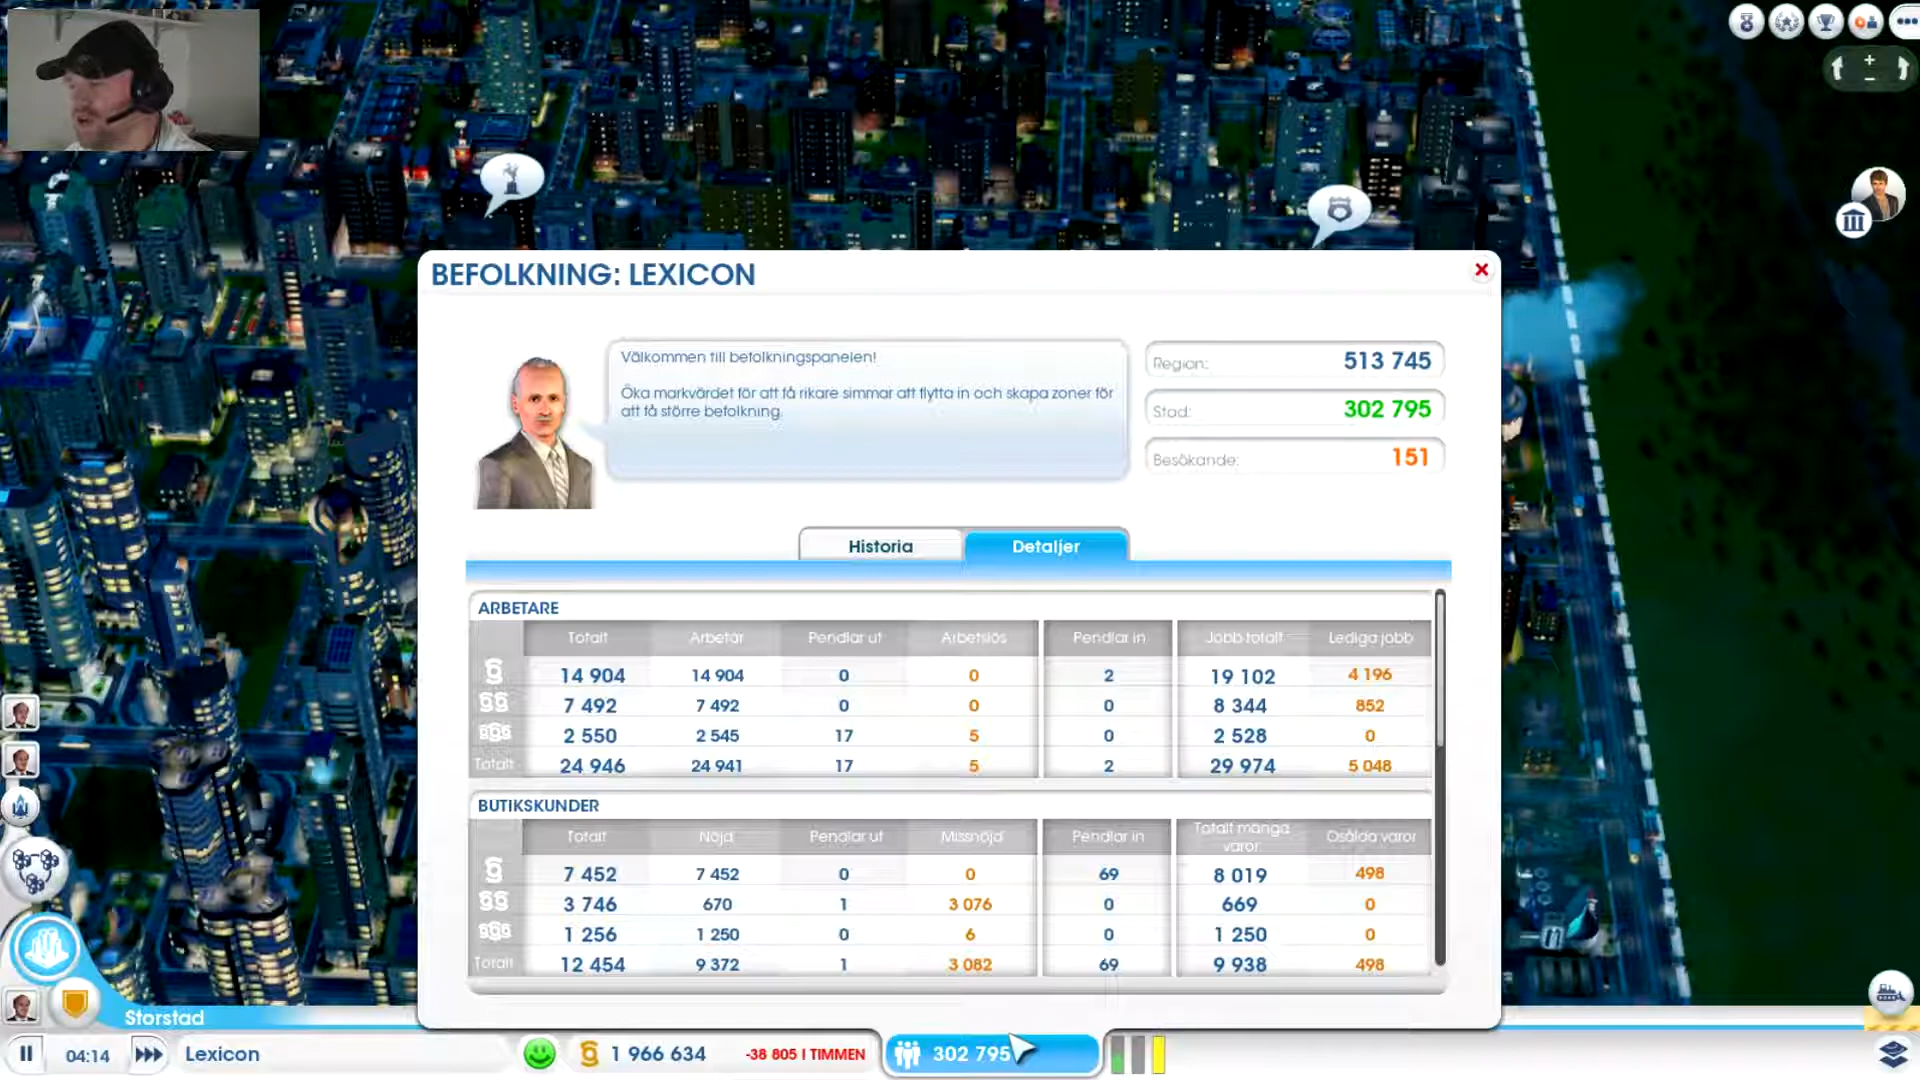 BEFOLKNING: LEXICON
Välkommen till befolkningspanelen!
Öka markvärdet för att få rikare simmar att flytta in och skapa zoner för
att få större befolkning.
Region: 513 745
Stad: 302 795
Besökande: 151
Historia Detaljer
ARBETARE
Totalt Arbetar Pendlar ut Arbetslös Pendlar in Jobb totalt Lediga jobb
§ 14 904 14 904 0 0 2 19 102 4 196
§§ 7 492 7 492 0 0 0 8 344 852
§§§ 2 550 2 545 17 5 0 2 528 0
Totalt 24 946 24 941 17 5 2 29 974 5 048
BUTIKSKUNDER
Totalt Nöjd Pendlar ut Missnöjd Pendlar in Totalt många varor Osålda varor
§ 7 452 7 452 0 0 69 8 019 498
§§ 3 746 670 1 3 076 0 669 0
§§§ 1 256 1 250 0 6 0 1 250 0
Totalt 12 454 9 372 1 3 082 69 9 938 498
Storstad
04:14 Lexicon § 1 966 634 -38 805 I TIMMEN 302 795